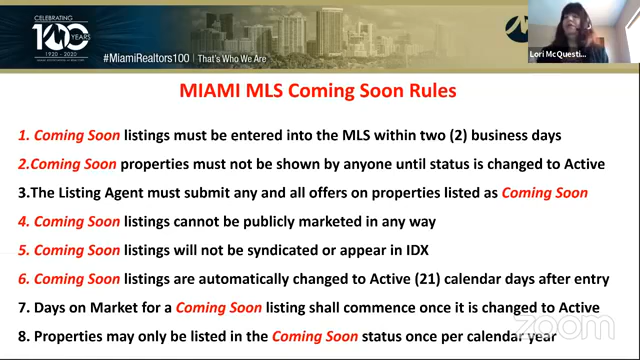 CELEBRATING
100 YEARS
1920 - 2020
#MiamiRealtors100 | That's Who We Are
Lori McQuesti...
MIAMI MLS Coming Soon Rules
1. Coming Soon listings must be entered into the MLS within two (2) business days
2.Coming Soon properties must not be shown by anyone until status is changed to Active
3.The Listing Agent must submit any and all offers on properties listed as Coming Soon
4. Coming Soon listings cannot be publicly marketed in any way
5. Coming Soon listings will not be syndicated or appear in IDX
6. Coming Soon listings are automatically changed to Active (21) calendar days after entry
7. Days on Market for a Coming Soon listing shall commence once it is changed to Active
8. Properties may only be listed in the Coming Soon status once per calendar year
zoom